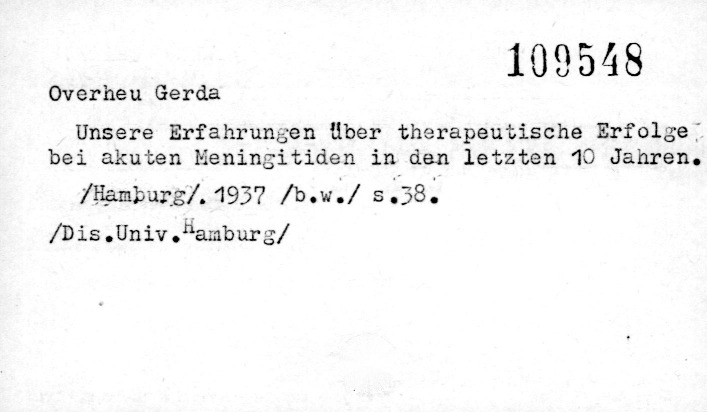 109548
Overheu Gerda
Unsere Erfahrungen über therapeutische Erfolge
bei akuten Meningitiden in den letzten 10 Jahren.
/Hamburg/. 1937 /b.w./ s.38.
/Dis.Univ.Hamburg/